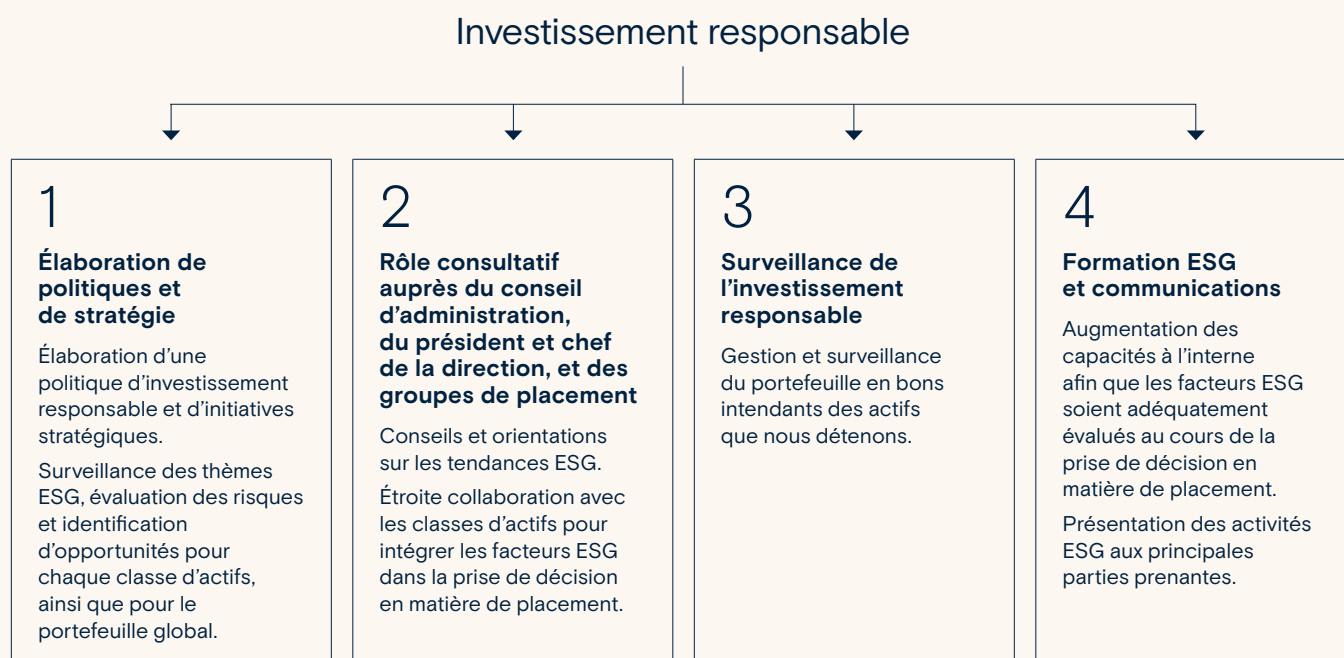 Investissement responsable
1
Élaboration de
politiques et
de stratégie
Élaboration d’une
politique d’investissement
responsable et d’initiatives
stratégiques.
Surveillance des thèmes
ESG, évaluation des risques
et identification
d’opportunités pour
chaque classe d’actifs,
ainsi que pour le
portefeuille global.
2
Rôle consultatif
auprès du conseil
d’administration,
du président et chef
de la direction, et des
groupes de placement
Conseils et orientations
sur les tendances ESG.
Étroite collaboration avec
les classes d’actifs pour
intégrer les facteurs ESG
dans la prise de décision
en matière de placement.
3
Surveillance de
l’investissement
responsable
Gestion et surveillance
du portefeuille en bons
intendants des actifs
que nous détenons.
4
Formation ESG
et communications
Augmentation des
capacités à l’interne
afin que les facteurs ESG
soient adéquatement
évalués au cours de la
prise de décision en
matière de placement.
Présentation des activités
ESG aux principales
parties prenantes.